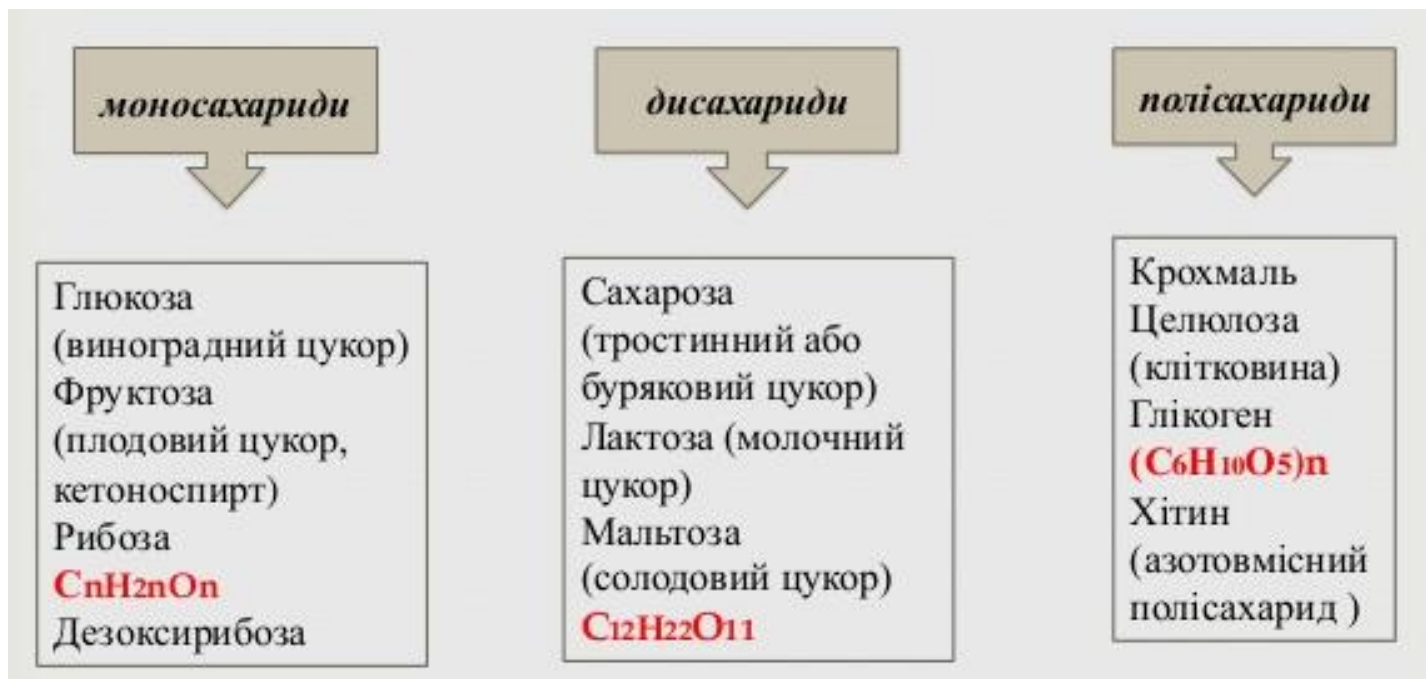 моносахариди
Глюкоза
(виноградний цукор)
Фруктоза
(плодовий цукор,
кетоноспирт)
Рибоза
CnH2nOn
Дезоксирибоза
дисахариди
Сахароза
(тростинний або
буряковий цукор)
Лактоза (молочний
цукор)
Мальтоза
(солодовий цукор)
C12H22O11
полісахариди
Крохмаль
Целюлоза
(клітковина)
Глікоген
(C6H10O5)n
Хітин
(азотовмісний
полісахарид )